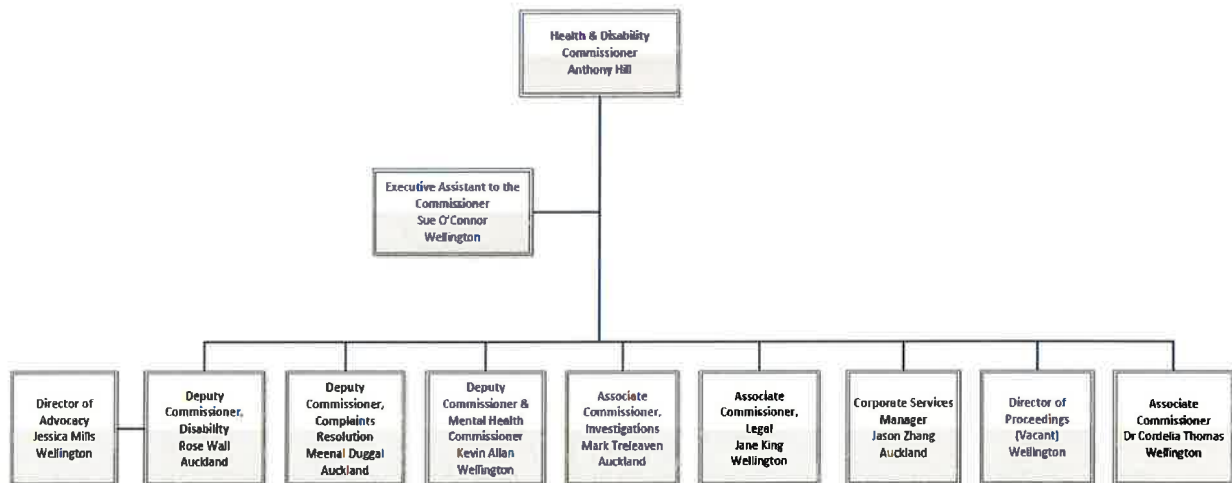 Health & Disability
Commissioner
Anthony Hill
Executive Assistant to the
Commissioner
Sue O'Connor
Wellington
Director of
Advocacy
Jessica Mills
Wellington
Deputy
Commissioner,
Disability
Rose Wall
Auckland
Deputy
Commissioner,
Complaints
Resolution
Meenal Duggal
Auckland
Deputy
Commissioner &
Mental Health
Commissioner
Kevin Allan
Wellington
Associate
Commissioner,
Investigations
Mark Treleaven
Auckland
Associate
Commissioner,
Legal
Jane King
Wellington
Corporate Services
Manager
Jason Zhang
Auckland
Director of
Proceedings
(Vacant)
Wellington
Associate
Commissioner
Dr Cordelia Thomas
Wellington